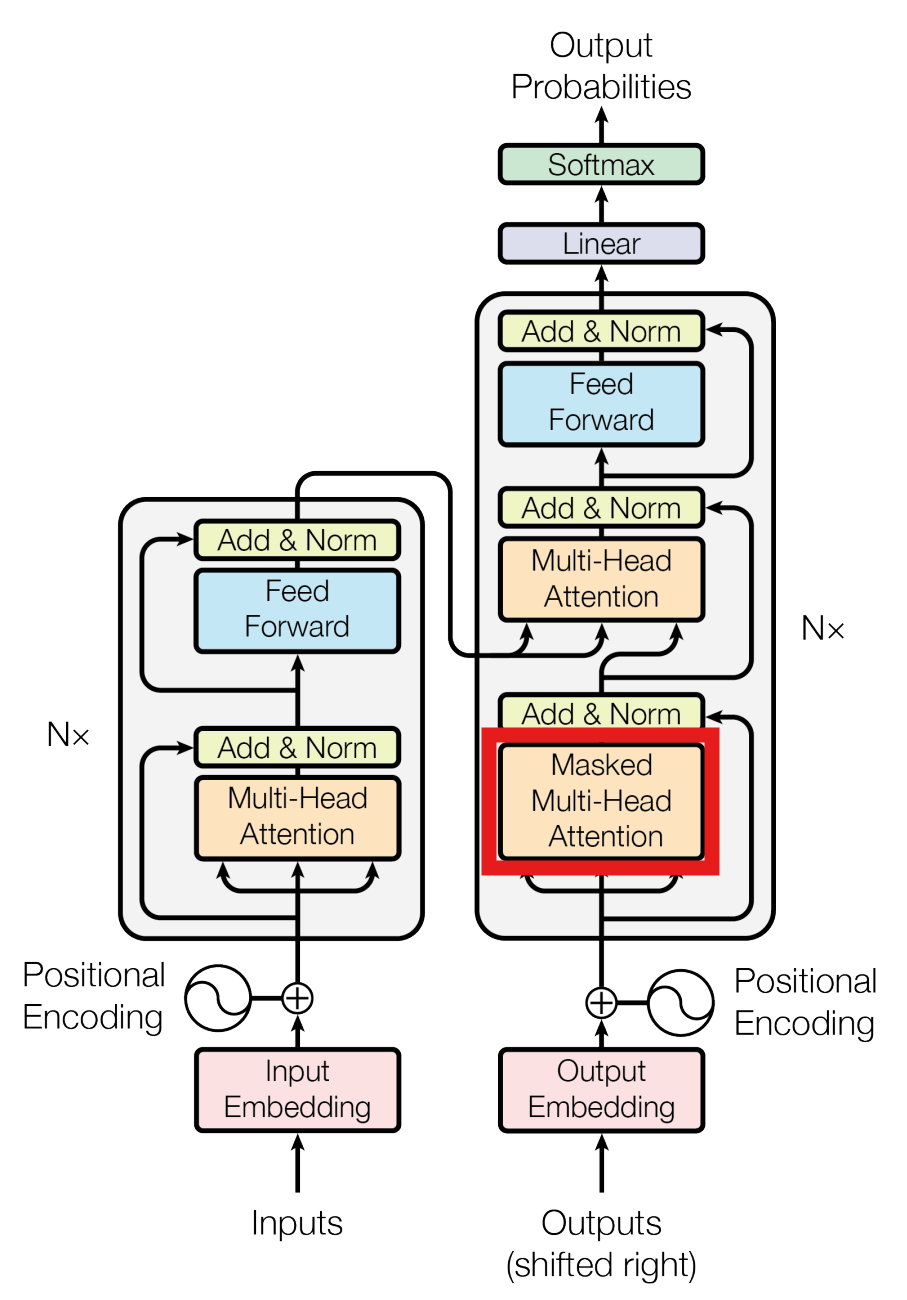 Output
Probabilities
Softmax
Linear
Add & Norm
Feed
Forward
Add & Norm
Multi-Head
Attention
N×
Add & Norm
Masked
Multi-Head
Attention
Add & Norm
Feed
Forward
N×
Add & Norm
Multi-Head
Attention
Positional
Encoding
Positional
Encoding
Input
Embedding
Output
Embedding
Inputs
Outputs
(shifted right)